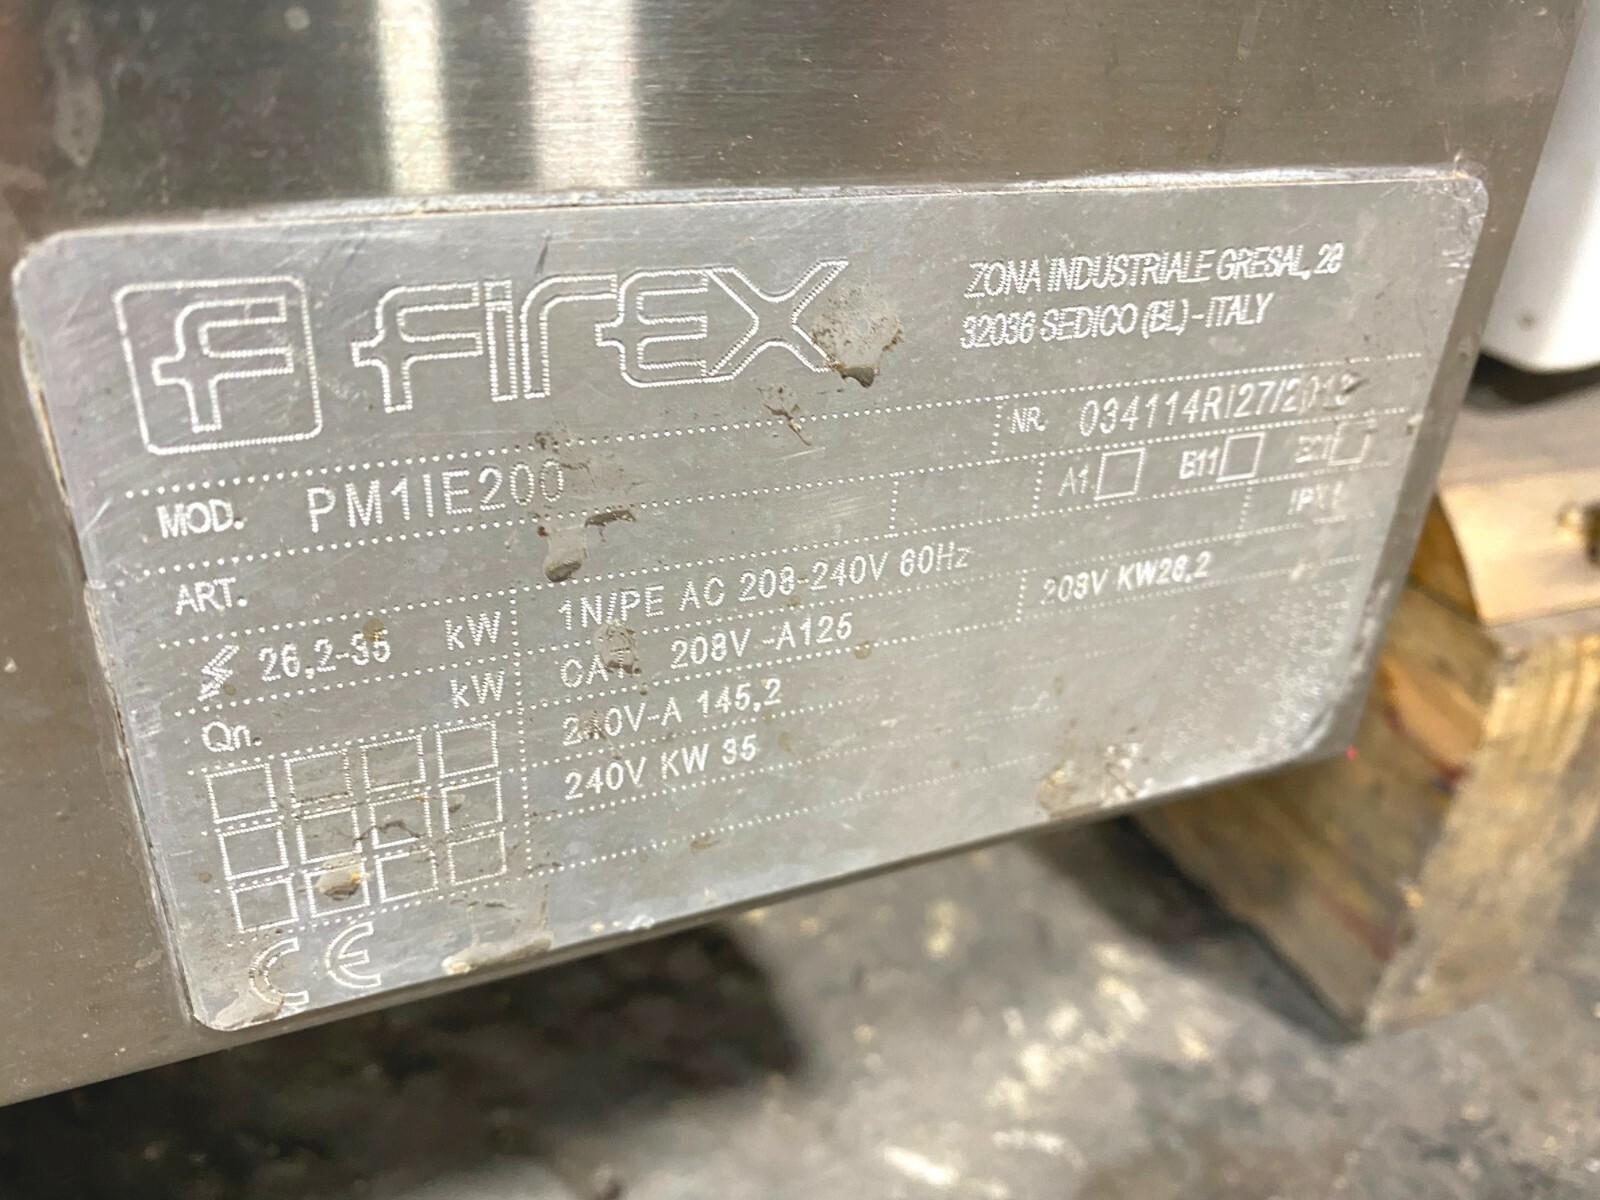 F FIREX
ZONA INDUSTRIALE GRESAL, 28
32036 SEDICO (BL) - ITALY
MOD. PM1IE200
NR. 034114R/27/
ART.
A1 B11
26,2-35 kW
1N/PE AC 208-240V 60Hz
Qn. kW
208V -A125
208V KW26,2
240V-A 145,2
240V KW 35
CE